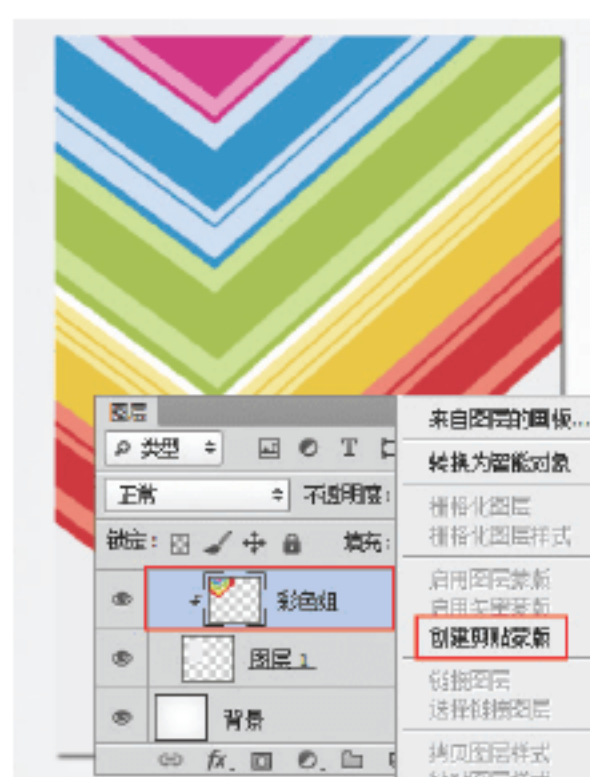 图层
类型
T
正常
不透明度:
锁定:
填充:
彩色组
图层 1
背景
fx.
来自图层的画板...
转换为智能对象
栅格化图层
栅格化图层样式
启用图层蒙版
启用矢量蒙版
创建剪贴蒙版
链接图层
选择链接图层
拷贝图层样式